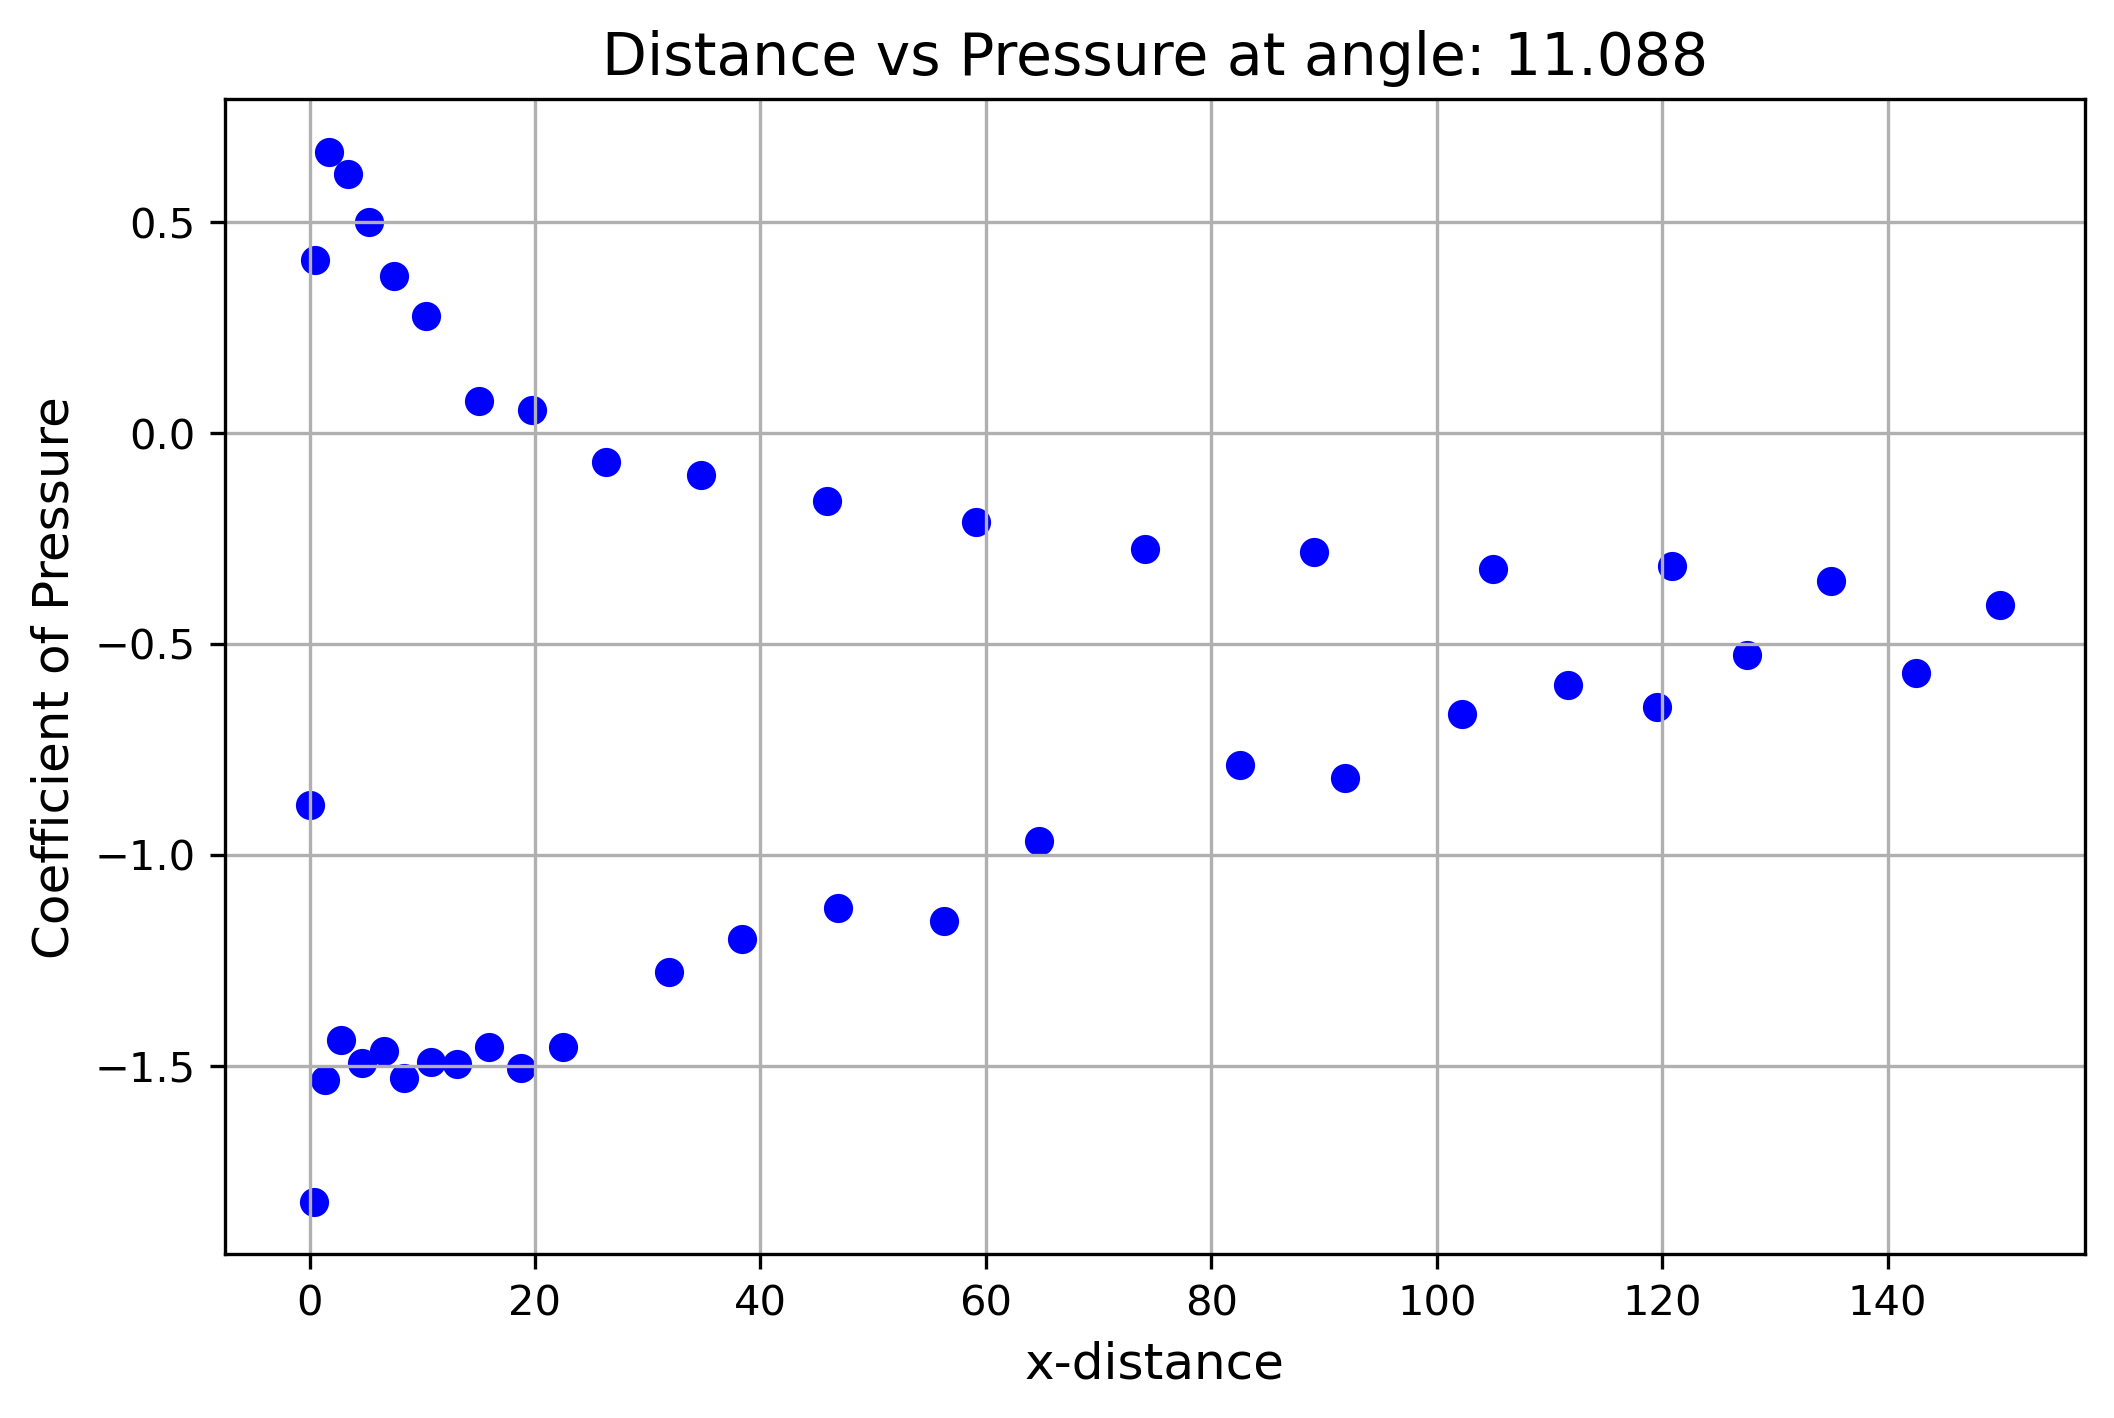 Distance vs Pressure at angle: 11.088
Coefficient of Pressure
0.5
0.0
−0.5
−1.0
−1.5
0 20 40 60 80 100 120 140
x-distance